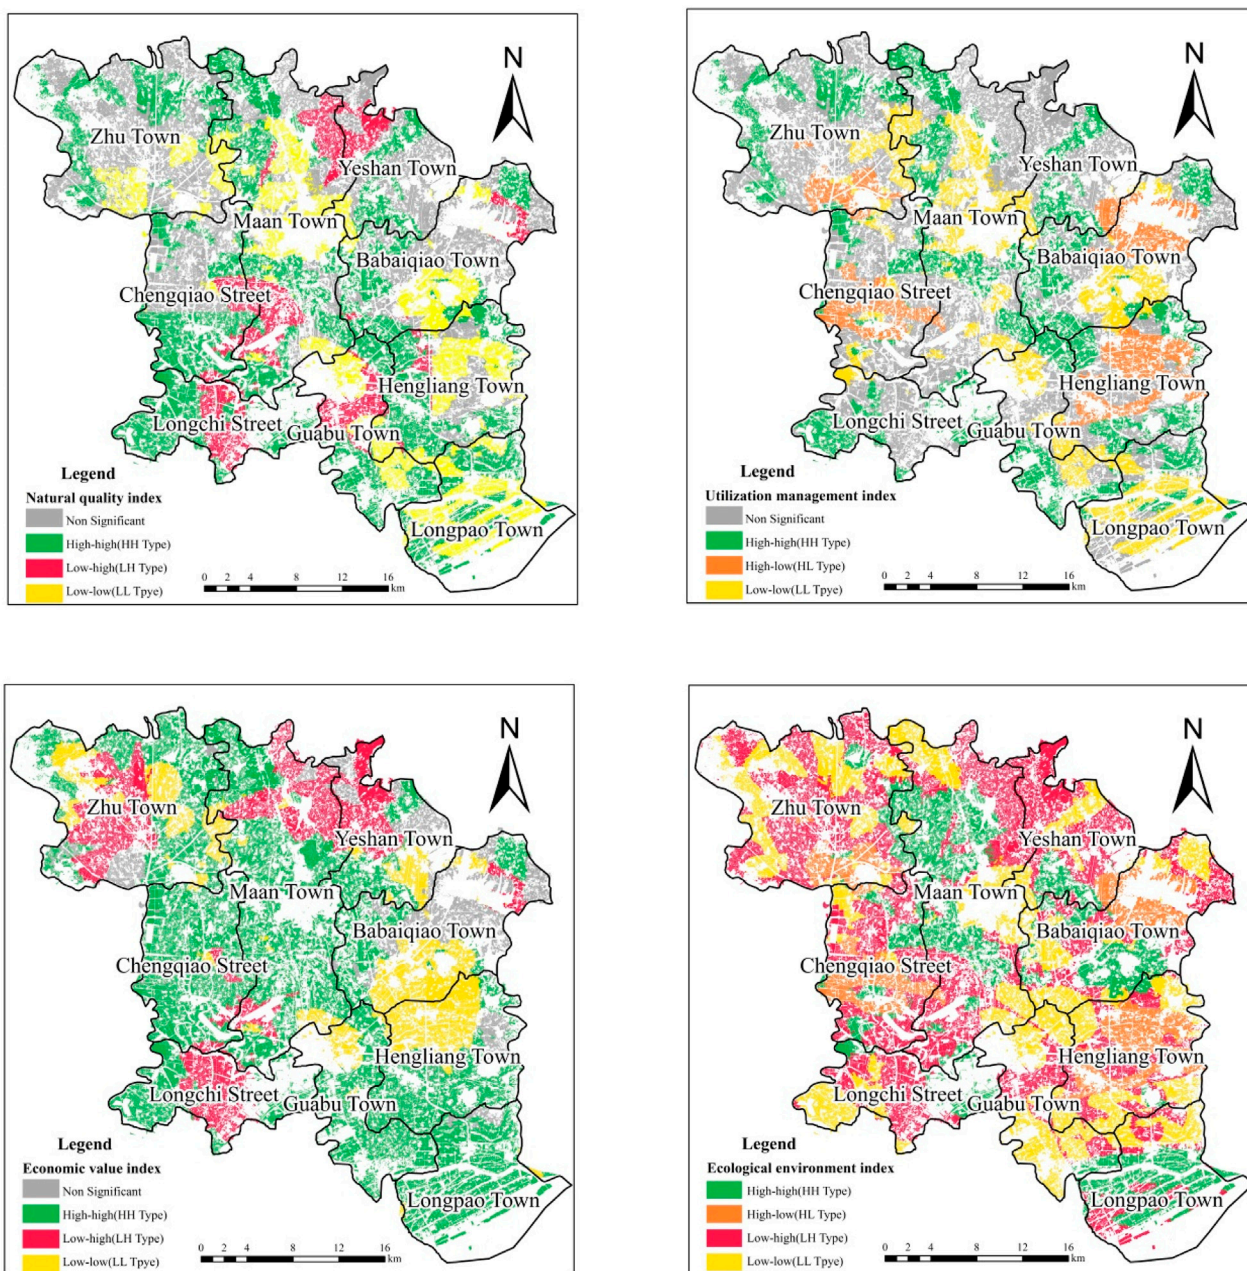 N
Zhu Town
Yeshan Town
Maan Town
Babaiqiao Town
Chengqiao Street
Hengliang Town
Longchi Street
Guabu Town
Longpao Town
Legend
Natural quality index
Non Significant
High-high(HH Type)
Low-high(LH Type)
Low-low(LL Tpye)
0 2 4 8 12 16
km
N
Zhu Town
Yeshan Town
Maan Town
Babaiqiao Town
Chengqiao Street
Hengliang Town
Longchi Street
Guabu Town
Longpao Town
Legend
Utilization management index
Non Significant
High-high(HH Type)
High-low(HL Type)
Low-low(LL Tpye)
0 2 4 8 12 16
km
N
Zhu Town
Yeshan Town
Maan Town
Babaiqiao Town
Chengqiao Street
Hengliang Town
Longchi Street
Guabu Town
Longpao Town
Legend
Economic value index
Non Significant
High-high(HH Type)
Low-high(LH Type)
Low-low(LL Tpye)
0 2 4 8 12 16
km
N
Zhu Town
Yeshan Town
Maan Town
Babaiqiao Town
Chengqiao Street
Hengliang Town
Longchi Street
Guabu Town
Longpao Town
Legend
Ecological environment index
High-high(HH Type)
High-low(HL Type)
Low-high(LH Type)
Low-low(LL Tpye)
0 2 4 8 12 16
km